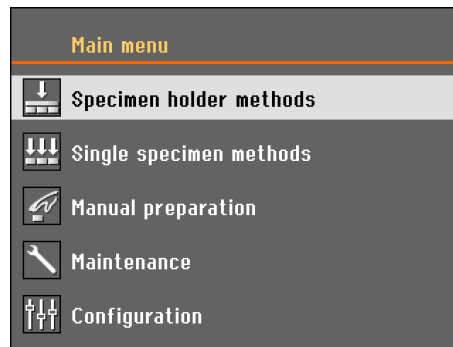 Main menu
Specimen holder methods
Single specimen methods
Manual preparation
Maintenance
Configuration